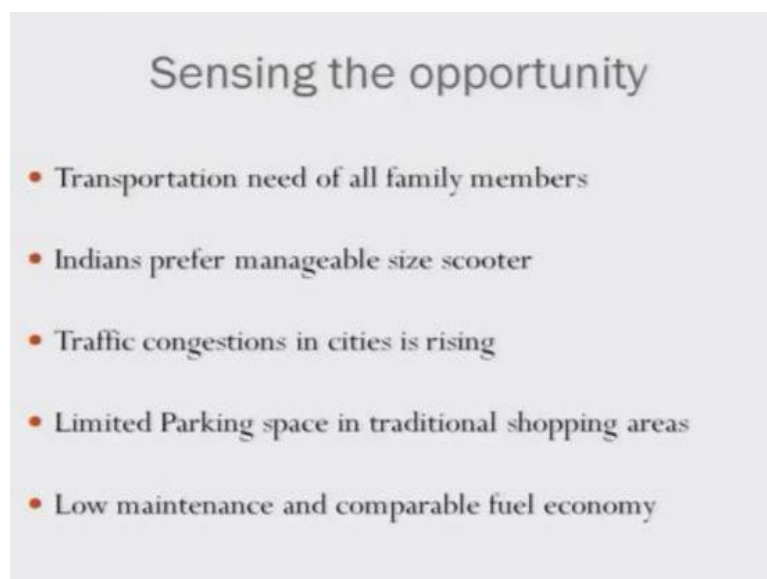 Sensing the opportunity
• Transportation need of all family members
• Indians prefer manageable size scooter
• Traffic congestions in cities is rising
• Limited Parking space in traditional shopping areas
• Low maintenance and comparable fuel economy